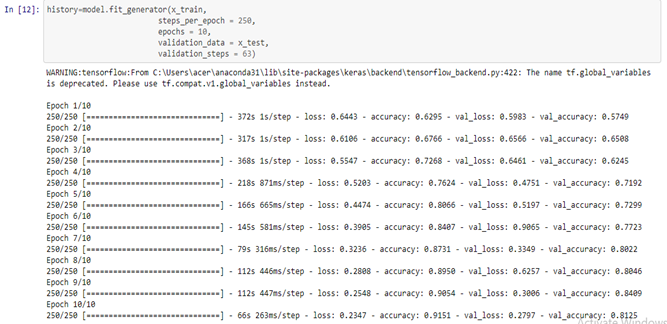 In [12]: history=model.fit_generator(x_train,
steps_per_epoch = 250,
epochs = 10,
validation_data = x_test,
validation_steps = 63)
WARNING:tensorflow:From C:\Users\acer\anaconda31\lib\site-packages\keras\backend\tensorflow_backend.py:422: The name tf.global_variables
is deprecated. Please use tf.compat.v1.global_variables instead.
Epoch 1/10
250/250 [==============================] - 372s 1s/step - loss: 0.6443 - accuracy: 0.6295 - val_loss: 0.5983 - val_accuracy: 0.5749
Epoch 2/10
250/250 [==============================] - 317s 1s/step - loss: 0.6106 - accuracy: 0.6766 - val_loss: 0.6566 - val_accuracy: 0.6508
Epoch 3/10
250/250 [==============================] - 368s 1s/step - loss: 0.5547 - accuracy: 0.7268 - val_loss: 0.6461 - val_accuracy: 0.6245
Epoch 4/10
250/250 [==============================] - 218s 871ms/step - loss: 0.5203 - accuracy: 0.7624 - val_loss: 0.4751 - val_accuracy: 0.7192
Epoch 5/10
250/250 [==============================] - 166s 665ms/step - loss: 0.4474 - accuracy: 0.8066 - val_loss: 0.5197 - val_accuracy: 0.7299
Epoch 6/10
250/250 [==============================] - 145s 581ms/step - loss: 0.3905 - accuracy: 0.8407 - val_loss: 0.9065 - val_accuracy: 0.7723
Epoch 7/10
250/250 [==============================] - 79s 316ms/step - loss: 0.3236 - accuracy: 0.8731 - val_loss: 0.3349 - val_accuracy: 0.8022
Epoch 8/10
250/250 [==============================] - 112s 446ms/step - loss: 0.2808 - accuracy: 0.8950 - val_loss: 0.6257 - val_accuracy: 0.8046
Epoch 9/10
250/250 [==============================] - 112s 447ms/step - loss: 0.2548 - accuracy: 0.9054 - val_loss: 0.3006 - val_accuracy: 0.8409
Epoch 10/10
250/250 [==============================] - 66s 263ms/step - loss: 0.2347 - accuracy: 0.9151 - val_loss: 0.2797 - val_accuracy: 0.8125
Activate Windows